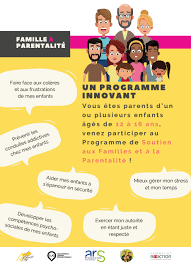 FAMILLE &
PARENTALITÉ
Faire face aux colères
et aux frustrations
de mes enfants
UN PROGRAMME
INNOVANT
Vous êtes parents d'un
ou plusieurs enfants
âgés de 12 à 16 ans,
venez participer au
Programme de Soutien
aux Familles et à la
Parentalité !
Prévenir les
conduites addictives
chez mes enfants
Aider mes enfants à
s'épanouir en sécurité
Mieux gérer mon stress
et mon temps
Développer les
compétences psycho-
sociales de mes enfants
Exercer mon autorité
en étant juste et
respecté
ars